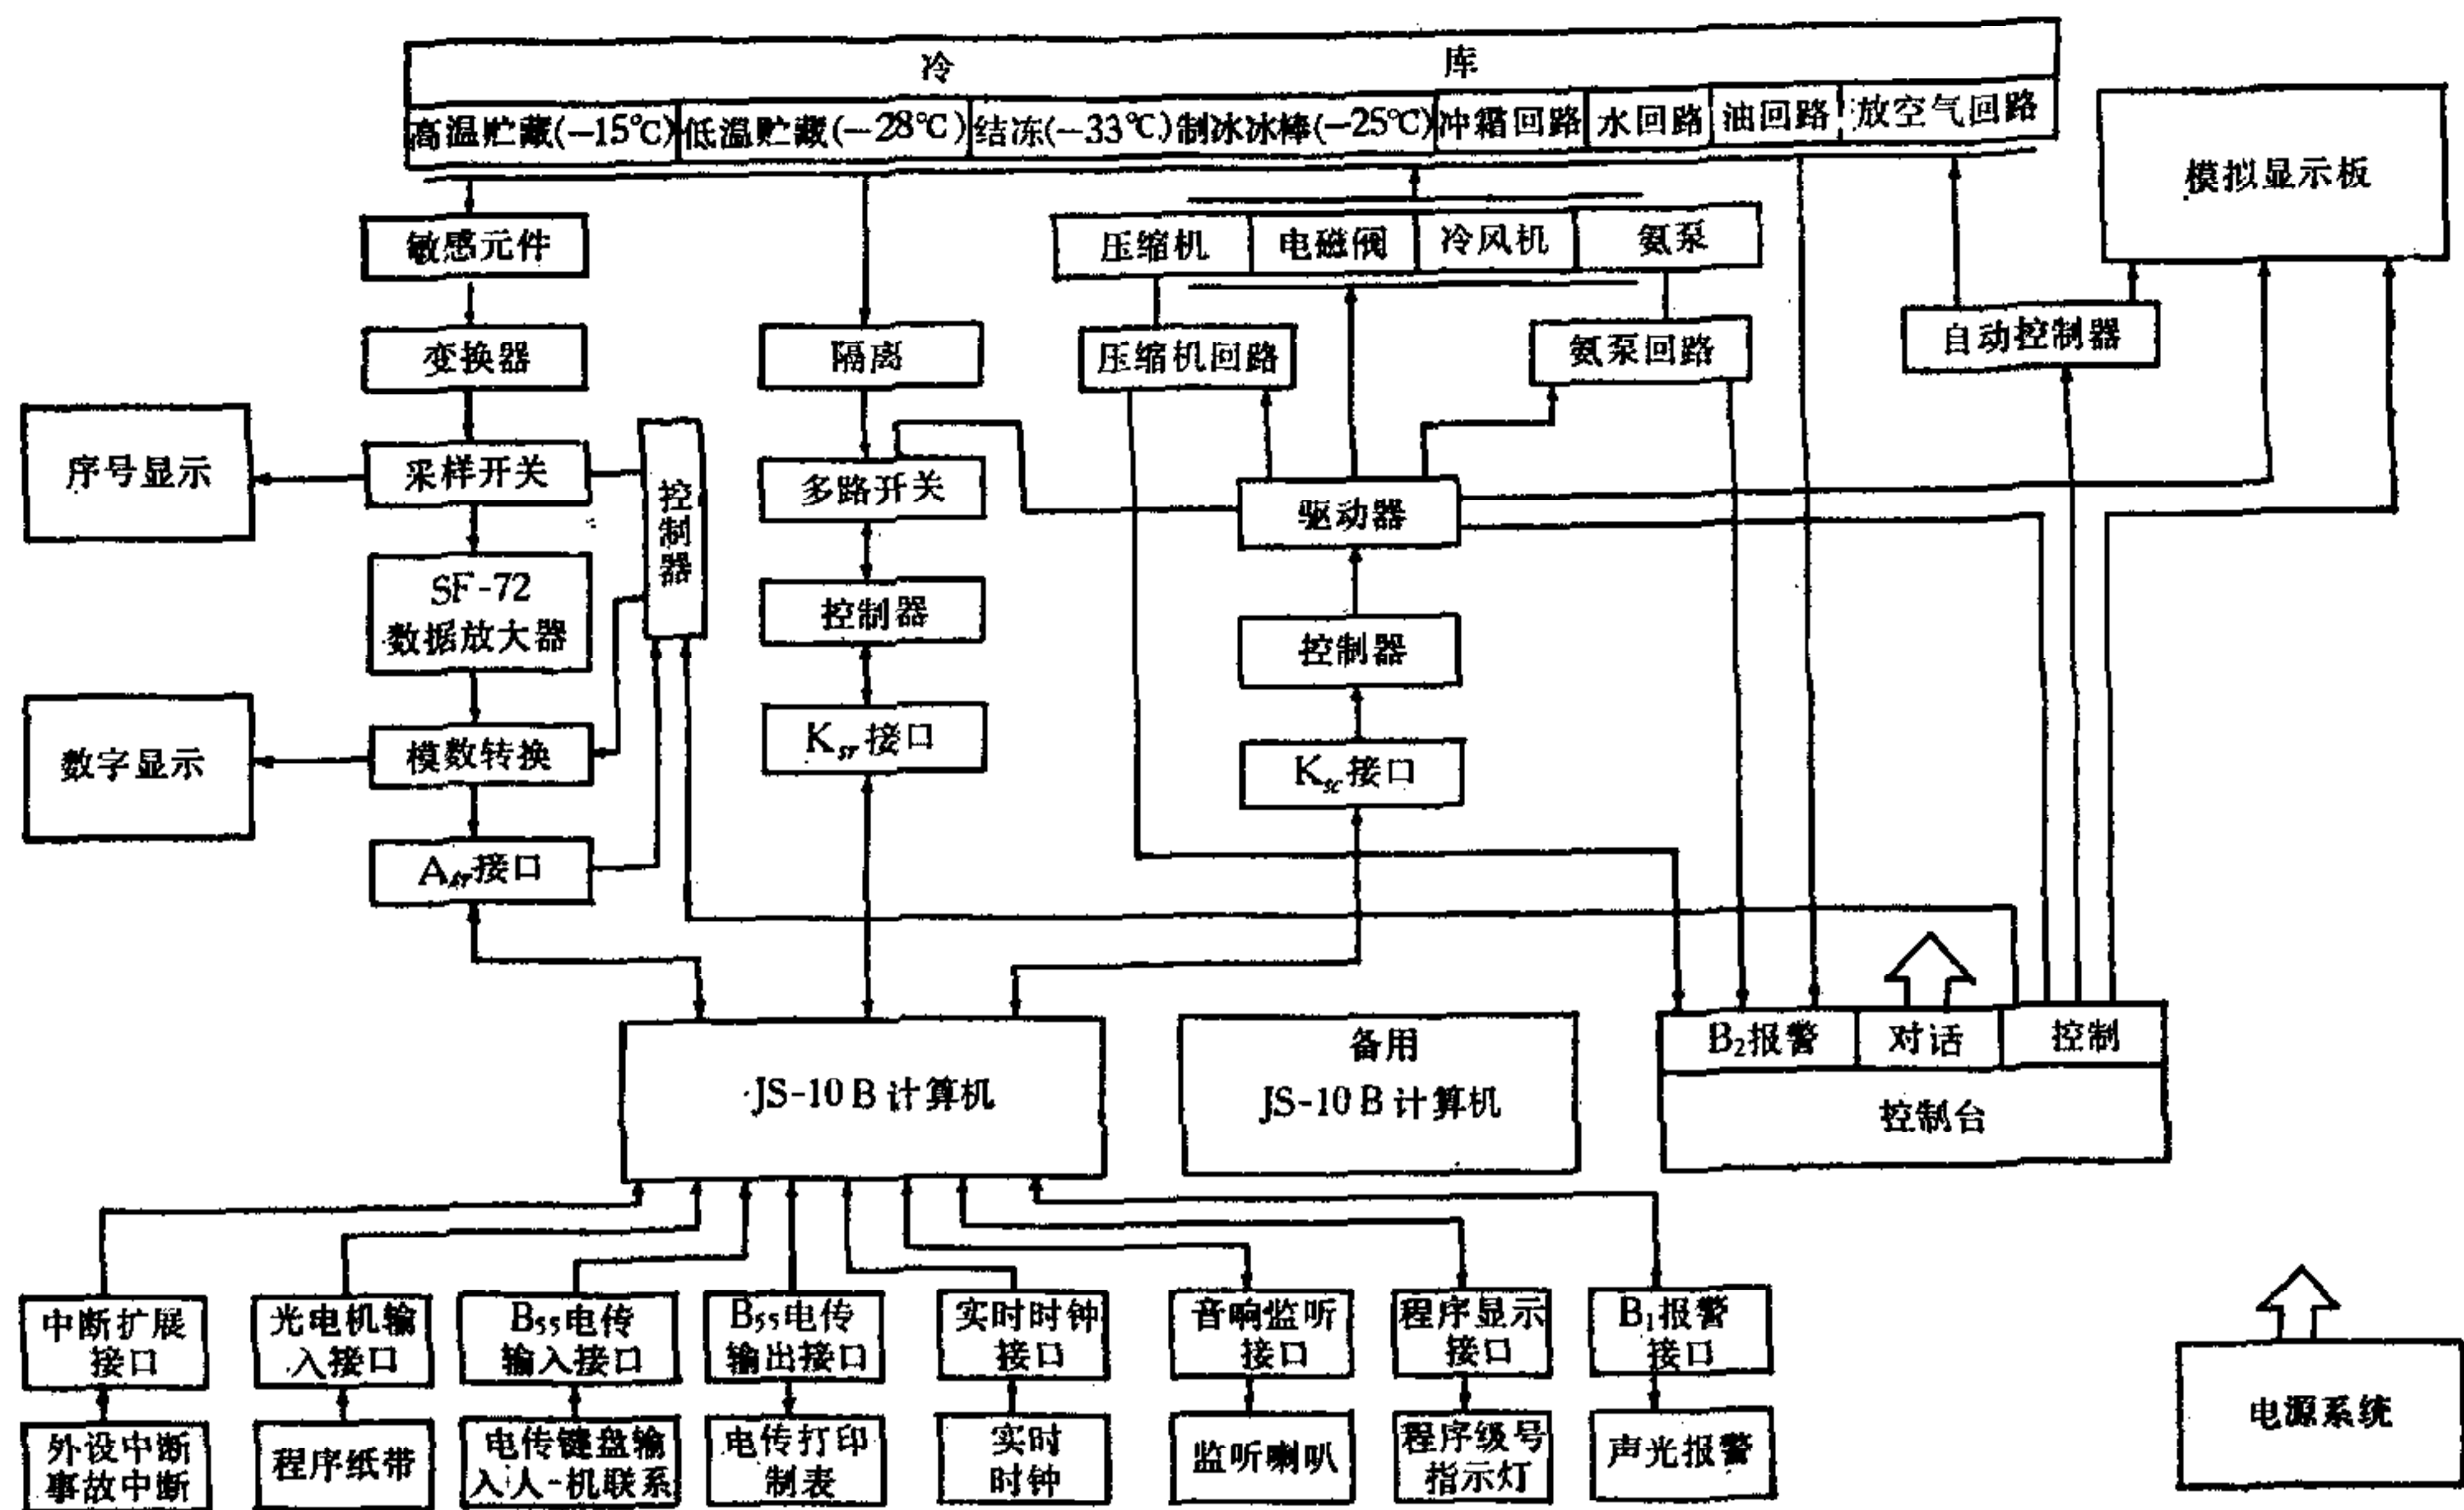 冷库
高温贮藏(-15℃)
低温贮藏(-28℃)
结冻(-33℃)制冰冰棒(-25℃)
冲霜回路
水回路
油回路
放空气回路
模拟显示板
敏感元件
压缩机
电磁阀
冷风机
氨泵
变换器
隔离
压缩机回路
氨泵回路
自动控制器
序号显示
采样开关
控制器
多路开关
驱动器
SF-72
数据放大器
控制器
控制器
数字显示
模数转换
Ksr接口
Ksc接口
Asr接口
JS-10B计算机
备用
JS-10B计算机
B₂报警
对话
控制
控制台
中断扩展
接口
光电机输
入接口
B₅₅电传
输入接口
B₅₅电传
输出接口
实时时钟
接口
音响监听
接口
程序显示
接口
B₁报警
接口
外设中断
事故中断
程序纸带
电传键盘输
入人-机联系
电传打印
制表
实时
时钟
监听喇叭
程序级号
指示灯
声光报警
电源系统